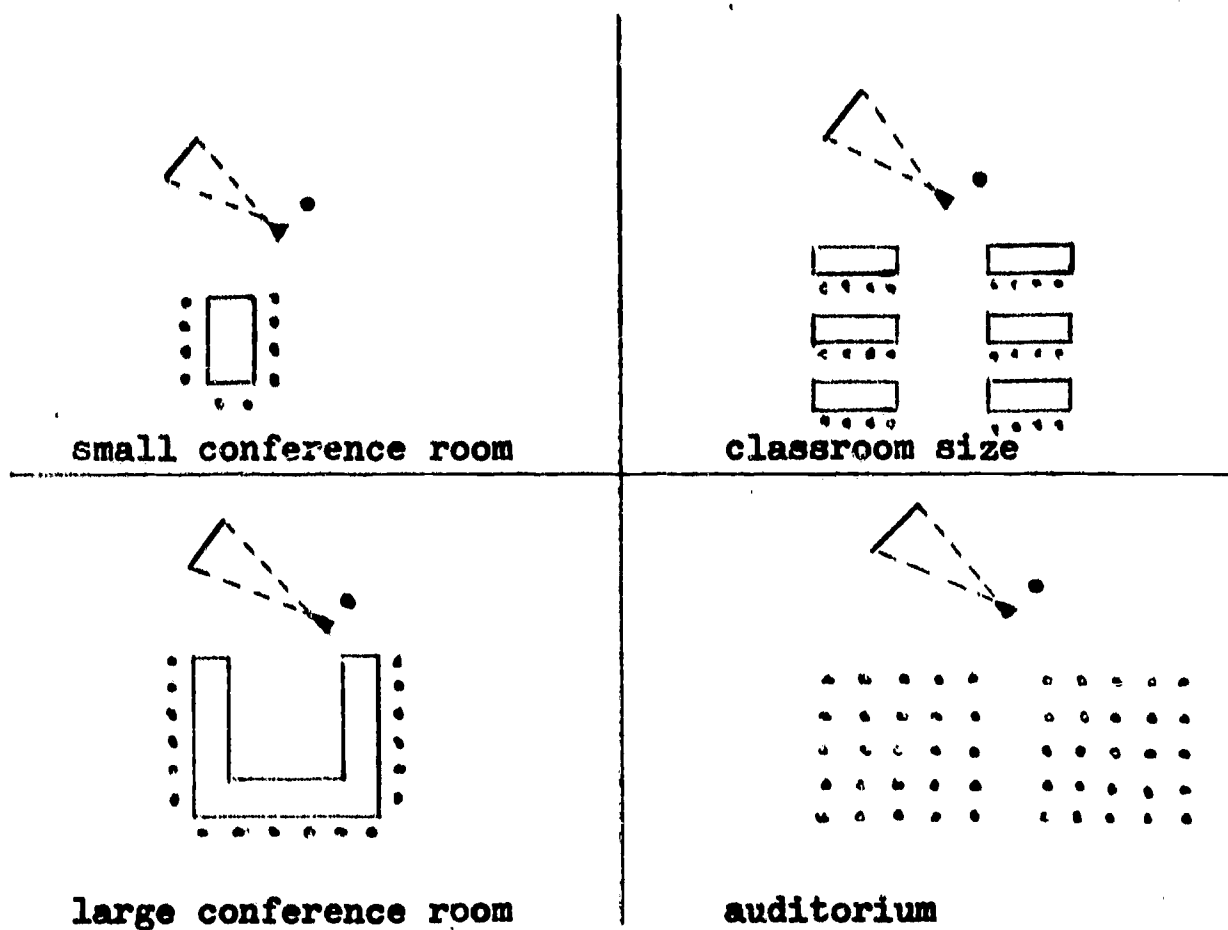 small conference room
classroom size
large conference room
auditorium